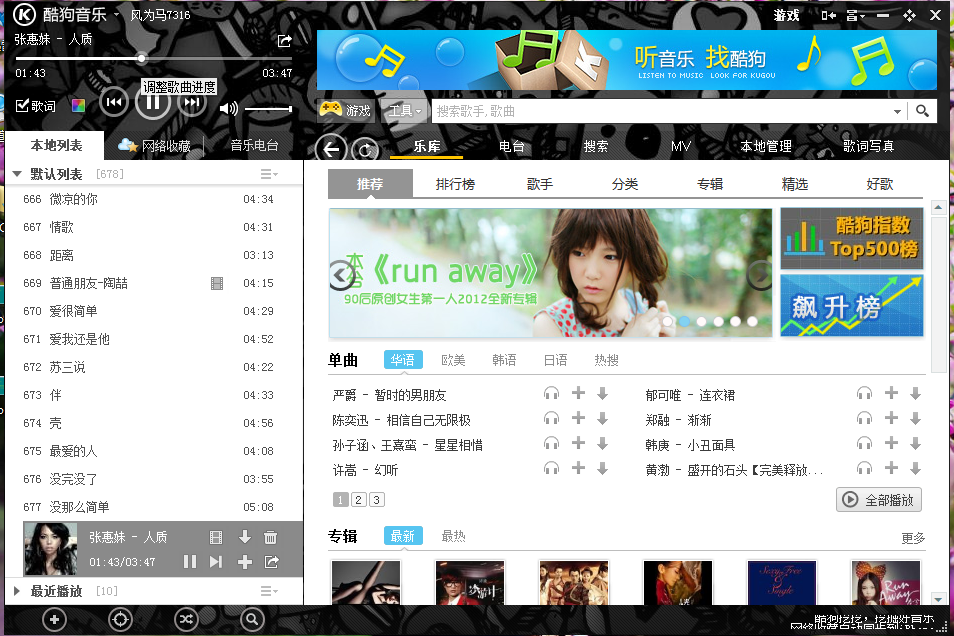 酷狗音乐 风为马7316
游戏
张惠妹 - 人质
01:43 03:47
调整歌曲进度
歌词
听音乐 找酷狗
LISTEN TO MUSIC LOOK FOR KUGOU
游戏 工具 搜索歌手,歌曲
本地列表 网络收藏 音乐电台
乐库 电台 搜索 MV 本地管理 歌词写真
默认列表 [678]
666 微凉的你 04:34
667 情歌 04:31
668 距离 03:13
669 普通朋友-陶喆 04:15
670 爱很简单 04:29
671 爱我还是他 04:52
672 苏三说 04:22
673 伴 04:33
674 壳 04:56
675 最爱的人 04:08
676 没完没了 03:55
677 没那么简单 05:08
张惠妹 - 人质
01:43/03:47
最近播放 [10]
推荐 排行榜 歌手 分类 专辑 精选 好歌
本名《run away》
90后原创女生第一人2012全新专辑
酷狗指数
Top500榜
飙升榜
单曲 华语 欧美 韩语 日语 热搜
严爵 - 暂时的男朋友 郁可唯 - 连衣裙
陈奕迅 - 相信自己无限极 郑融 - 渐渐
孙子涵、王熹蛮 - 星星相惜 韩庚 - 小丑面具
许嵩 - 幻听 黄渤 - 盛开的石头【完美释放...
1 2 3
全部播放
专辑 最新 最热 更多
Sexy,Free
&
Single
Run
Away